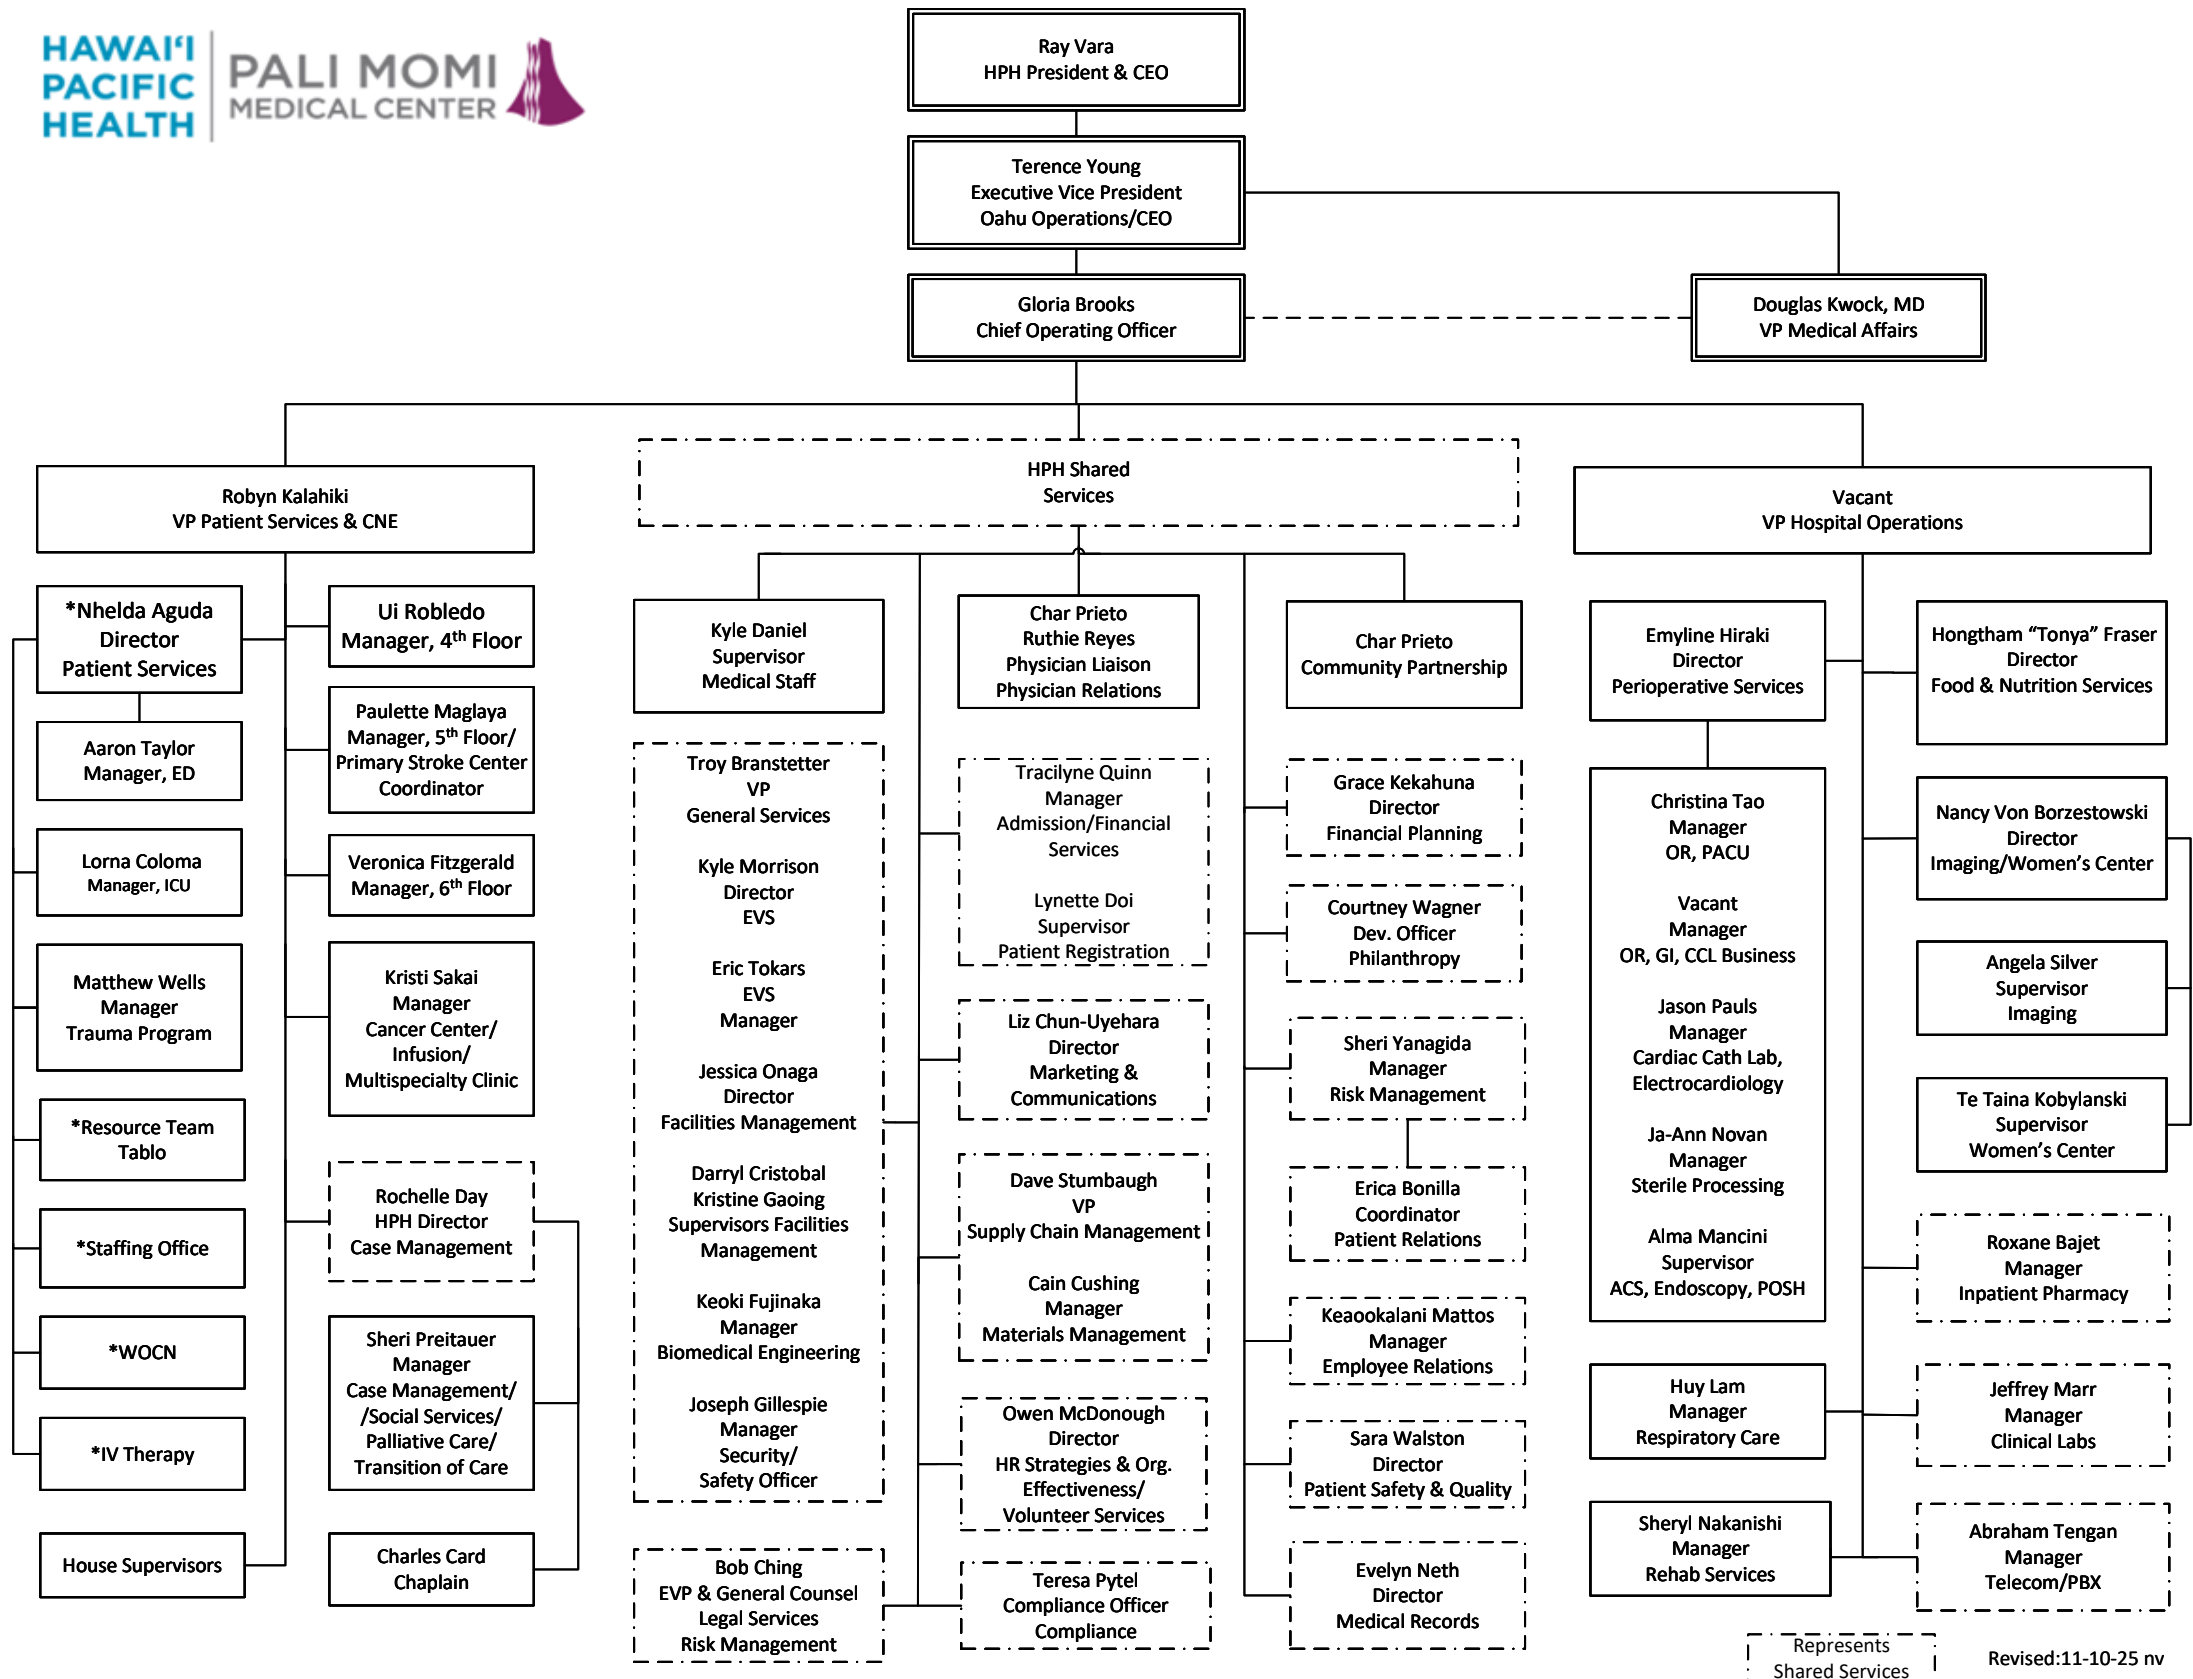 HAWAI‘I
PACIFIC
HEALTH
PALI MOMI
MEDICAL CENTER
Ray Vara
HPH President & CEO
Terence Young
Executive Vice President
Oahu Operations/CEO
Gloria Brooks
Chief Operating Officer
Douglas Kwock, MD
VP Medical Affairs
Robyn Kalahiki
VP Patient Services & CNE
HPH Shared
Services
Vacant
VP Hospital Operations
*Nhelda Aguda
Director
Patient Services
Aaron Taylor
Manager, ED
Lorna Coloma
Manager, ICU
Matthew Wells
Manager
Trauma Program
*Resource Team
Tablo
*Staffing Office
*WOCN
*IV Therapy
House Supervisors
Ui Robledo
Manager, 4th Floor
Paulette Maglaya
Manager, 5th Floor/
Primary Stroke Center
Coordinator
Veronica Fitzgerald
Manager, 6th Floor
Kristi Sakai
Manager
Cancer Center/
Infusion/
Multispecialty Clinic
Rochelle Day
HPH Director
Case Management
Sheri Preitauer
Manager
Case Management/
/Social Services/
Palliative Care/
Transition of Care
Charles Card
Chaplain
Kyle Daniel
Supervisor
Medical Staff
Troy Branstetter
VP
General Services
Kyle Morrison
Director
EVS
Eric Tokars
EVS
Manager
Jessica Onaga
Director
Facilities Management
Darryl Cristobal
Kristine Gaoing
Supervisors Facilities
Management
Keoki Fujinaka
Manager
Biomedical Engineering
Joseph Gillespie
Manager
Security/
Safety Officer
Bob Ching
EVP & General Counsel
Legal Services
Risk Management
Char Prieto
Ruthie Reyes
Physician Liaison
Physician Relations
Tracilyne Quinn
Manager
Admission/Financial
Services
Lynette Doi
Supervisor
Patient Registration
Liz Chun-Uyehara
Director
Marketing &
Communications
Dave Stumbaugh
VP
Supply Chain Management
Cain Cushing
Manager
Materials Management
Owen McDonough
Director
HR Strategies & Org.
Effectiveness/
Volunteer Services
Teresa Pytel
Compliance Officer
Compliance
Char Prieto
Community Partnership
Grace Kekahuna
Director
Financial Planning
Courtney Wagner
Dev. Officer
Philanthropy
Sheri Yanagida
Manager
Risk Management
Erica Bonilla
Coordinator
Patient Relations
Keaookalani Mattos
Manager
Employee Relations
Sara Walston
Director
Patient Safety & Quality
Evelyn Neth
Director
Medical Records
Emyline Hiraki
Director
Perioperative Services
Christina Tao
Manager
OR, PACU
Vacant
Manager
OR, GI, CCL Business
Jason Pauls
Manager
Cardiac Cath Lab,
Electrocardiology
Ja-Ann Novan
Manager
Sterile Processing
Alma Mancini
Supervisor
ACS, Endoscopy, POSH
Huy Lam
Manager
Respiratory Care
Sheryl Nakanishi
Manager
Rehab Services
Hongtham “Tonya” Fraser
Director
Food & Nutrition Services
Nancy Von Borzestowski
Director
Imaging/Women’s Center
Angela Silver
Supervisor
Imaging
Te Taina Kobylanski
Supervisor
Women’s Center
Roxane Bajet
Manager
Inpatient Pharmacy
Jeffrey Marr
Manager
Clinical Labs
Abraham Tengan
Manager
Telecom/PBX
Represents
Shared Services
Revised:11-10-25 nv